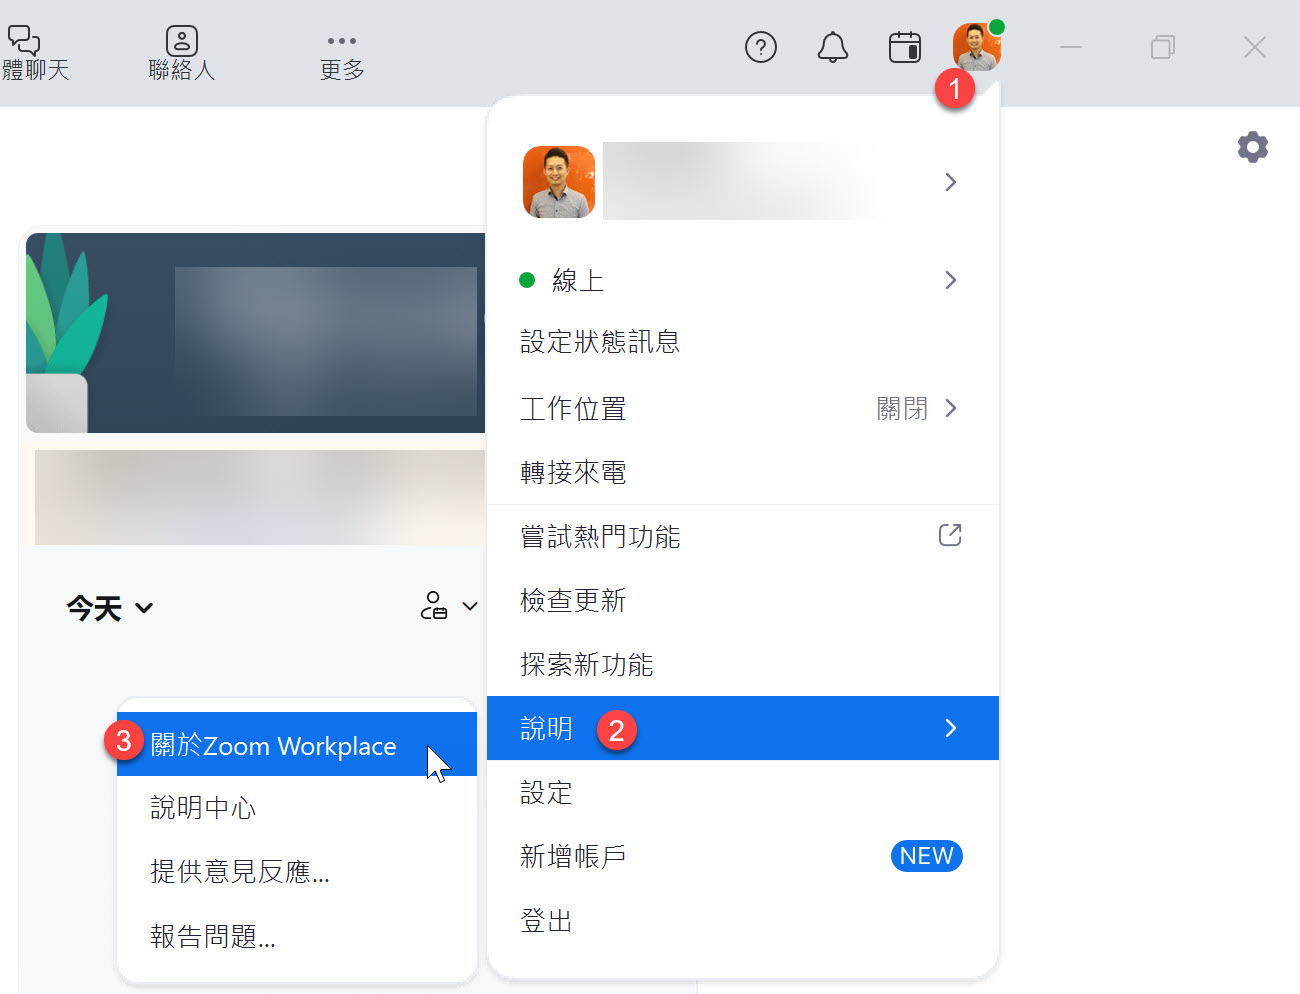 體聊天
聯絡人
更多
1
線上
設定狀態訊息
工作位置 關閉
轉接來電
嘗試熱門功能
檢查更新
探索新功能
說明 2
設定
新增帳戶 NEW
登出
今天
3 關於Zoom Workplace
說明中心
提供意見反應...
報告問題...